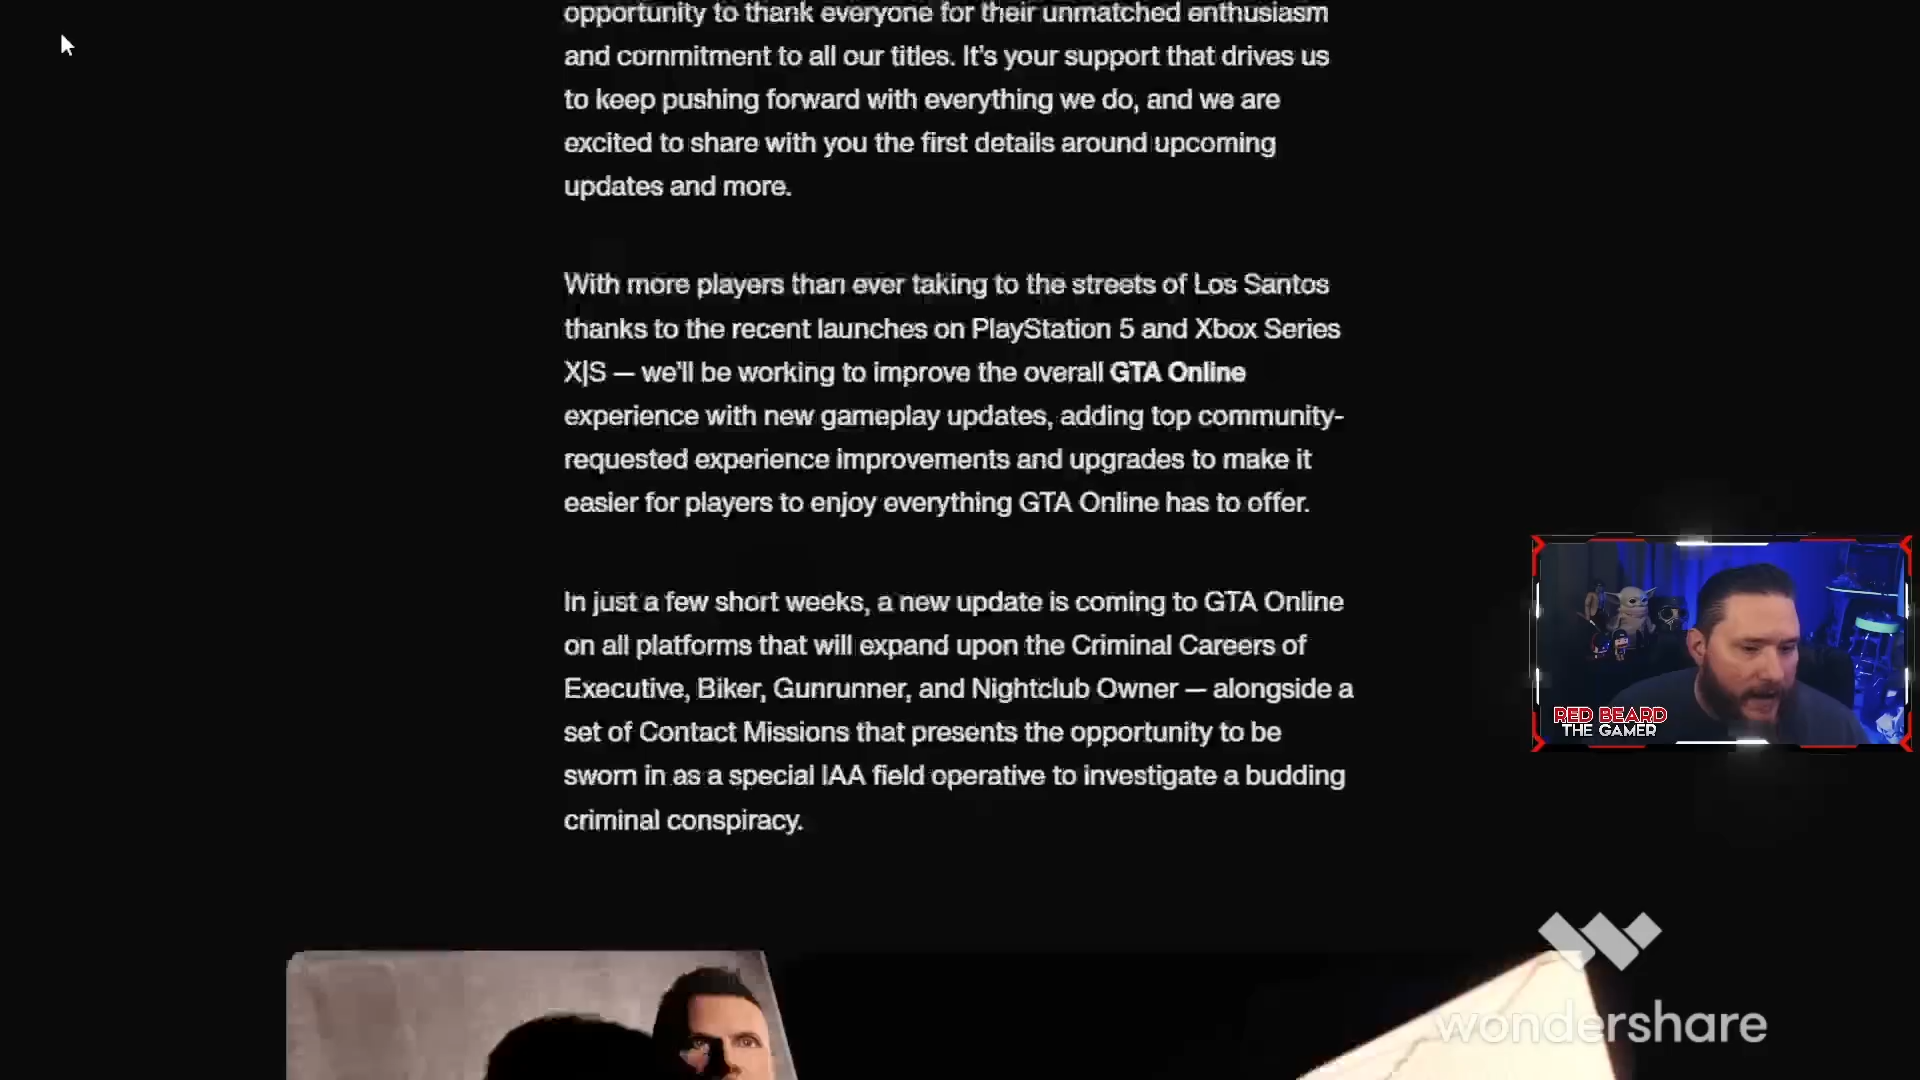 opportunity to thank everyone for their unmatched enthusiasm
and commitment to all our titles. It's your support that drives us
to keep pushing forward with everything we do, and we are
excited to share with you the first details around upcoming
updates and more.
With more players than ever taking to the streets of Los Santos
thanks to the recent launches on PlayStation 5 and Xbox Series
X|S — we'll be working to improve the overall GTA Online
experience with new gameplay updates, adding top community-
requested experience improvements and upgrades to make it
easier for players to enjoy everything GTA Online has to offer.
In just a few short weeks, a new update is coming to GTA Online
on all platforms that will expand upon the Criminal Careers of
Executive, Biker, Gunrunner, and Nightclub Owner — alongside a
set of Contact Missions that presents the opportunity to be
sworn in as a special IAA field operative to investigate a budding
criminal conspiracy.
RED BEARD
THE GAMER
wondershare